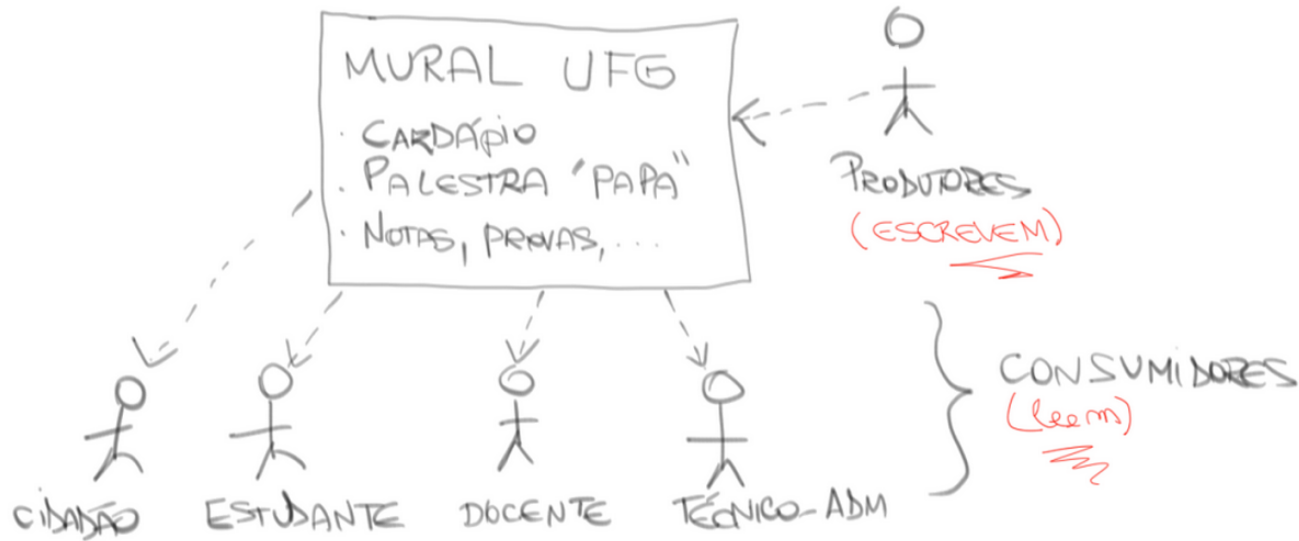 MURAL UFG
· CARDÁPIO
· PALESTRA "PAPA"
· NOTAS, PROVAS, ...
PRODUTORES
(ESCREVEM)
CONSUMIDORES
(leem)
CIDADÃO
ESTUDANTE
DOCENTE
TÉCNICO-ADM